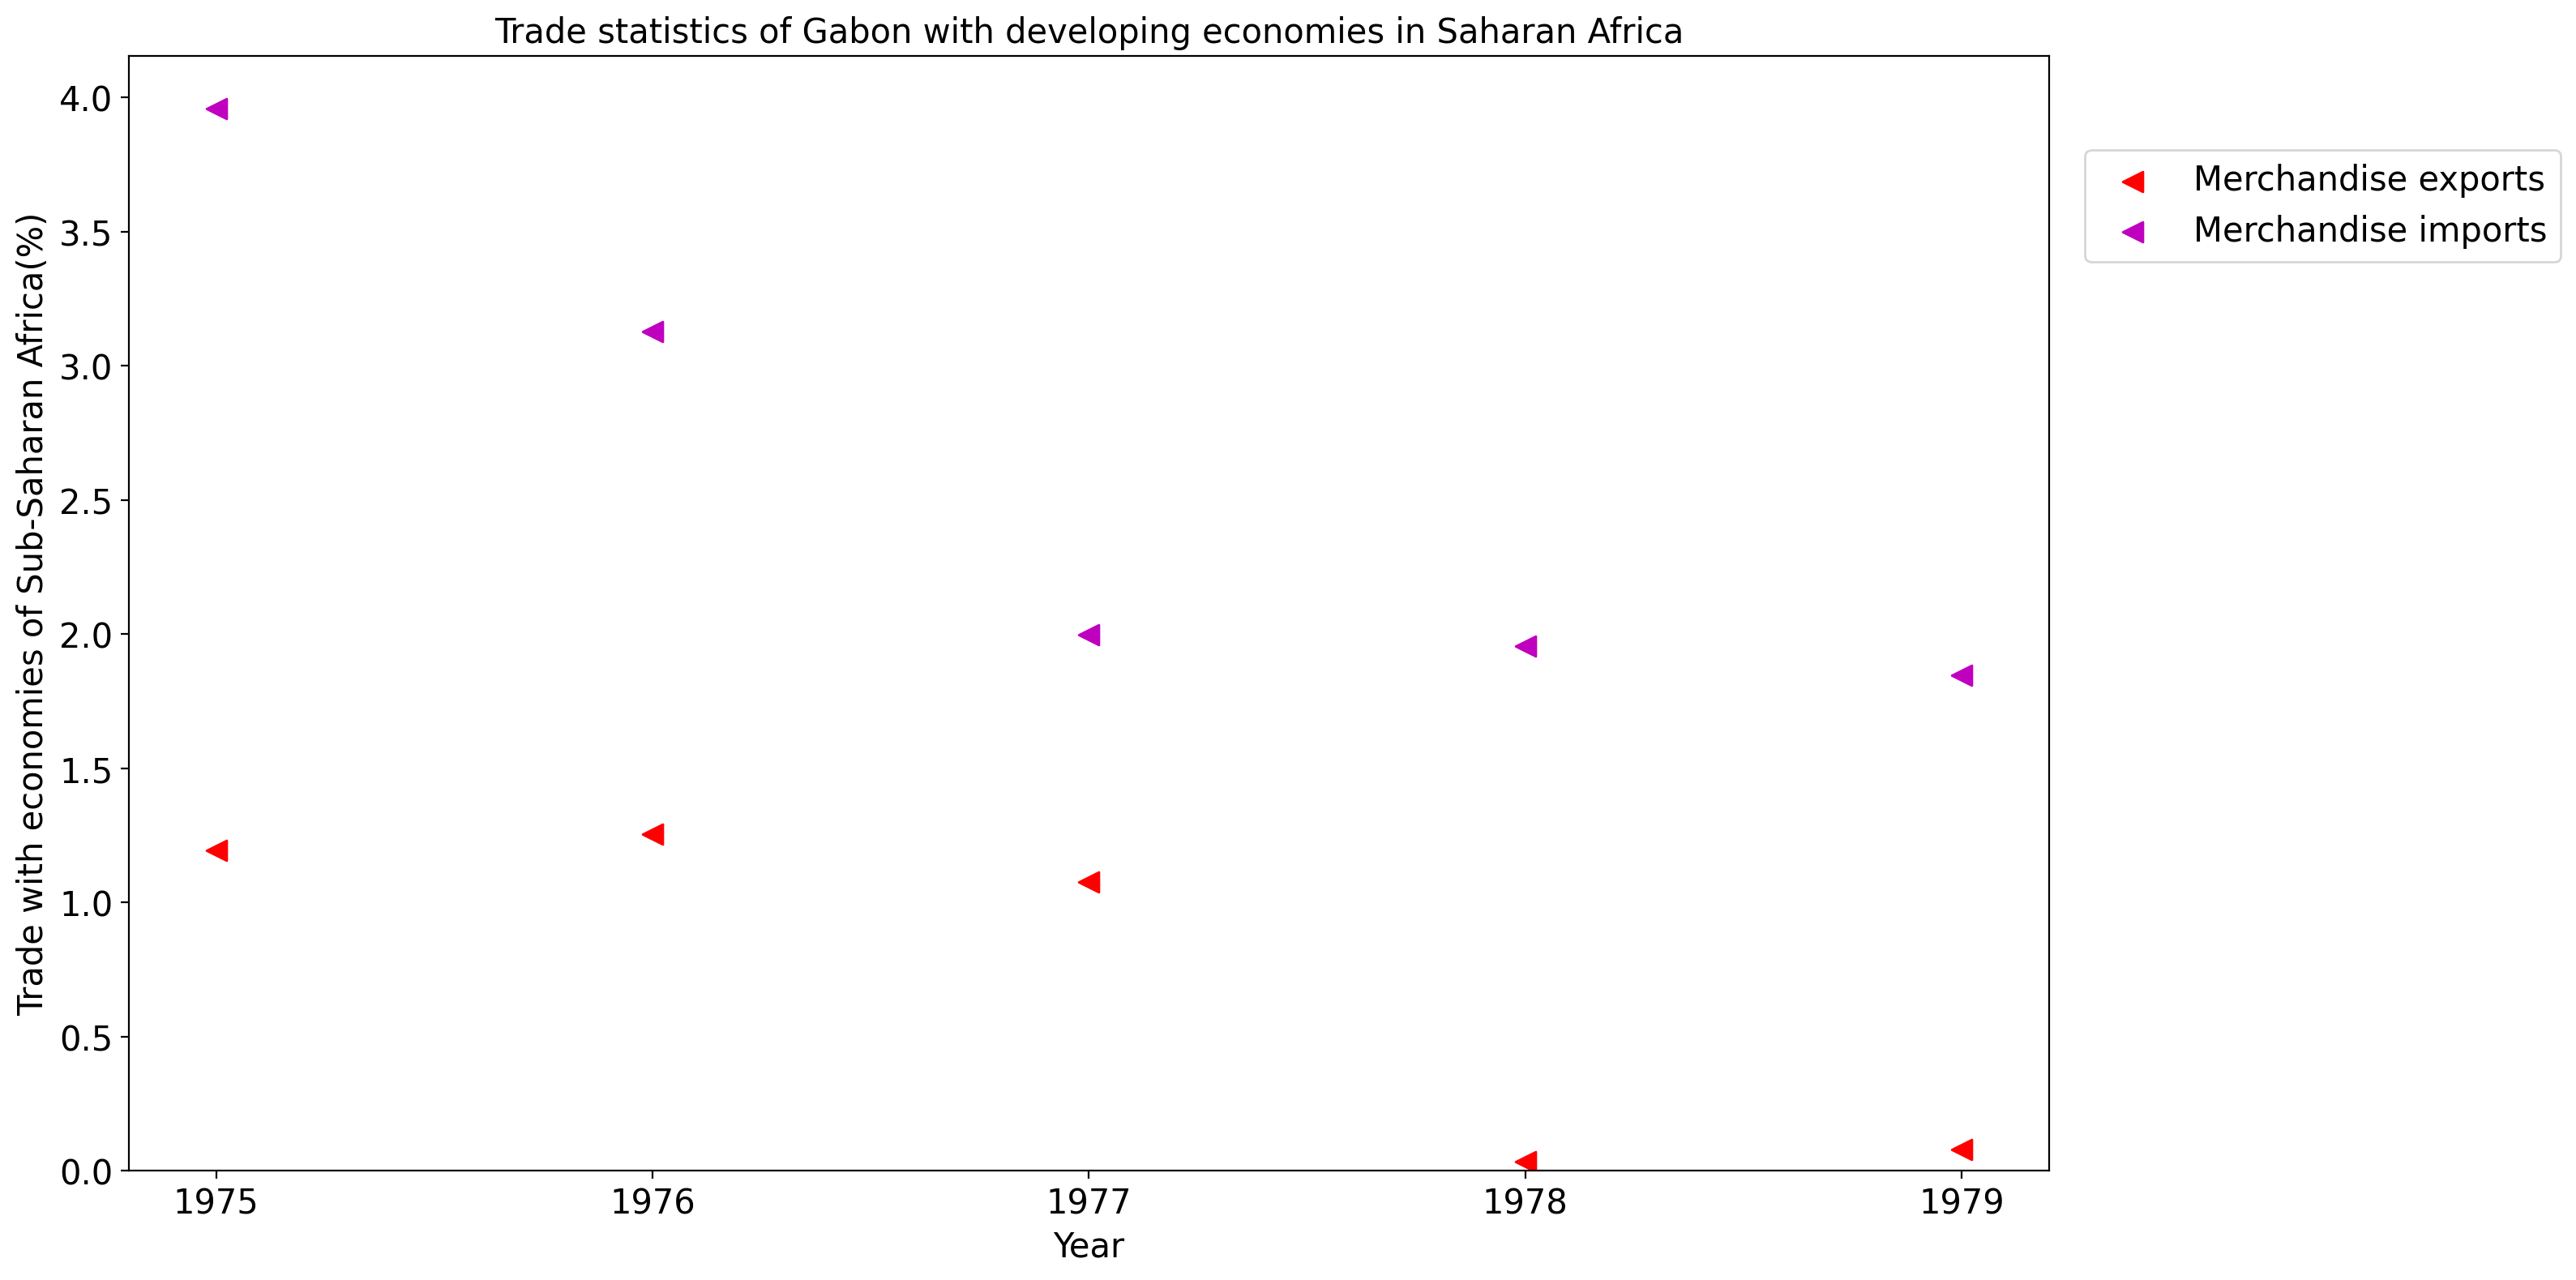 Trade statistics of Gabon with developing economies in Saharan Africa
Trade with economies of Sub-Saharan Africa(%)
4.0
3.5
3.0
2.5
2.0
1.5
1.0
0.5
0.0
1975 1976 1977 1978 1979
Year
Merchandise exports
Merchandise imports